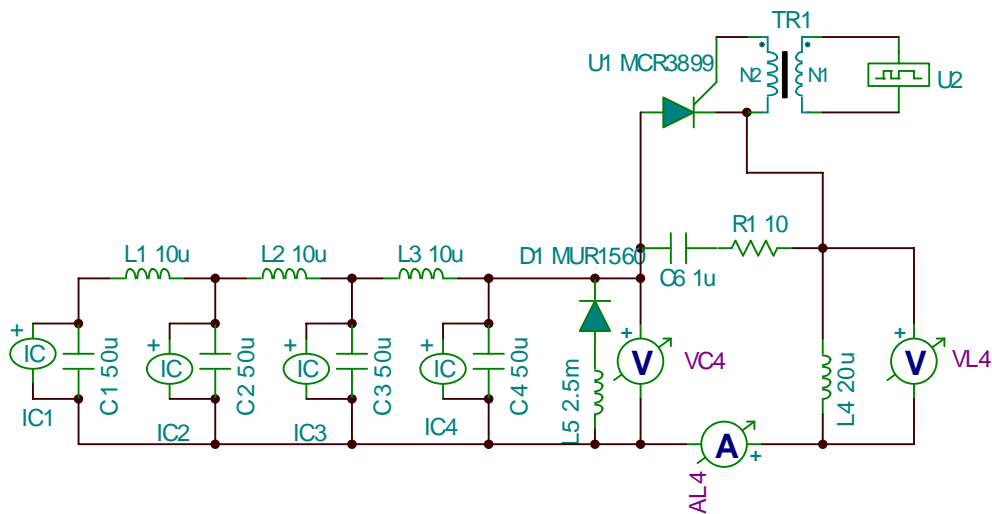 TR1
U1 MCR3899
N2
N1
U2
R1 10
L1 10u
L2 10u
L3 10u
D1 MUR1560
C6 1u
+
IC
C1 50u
+
IC
C2 50u
+
IC
C3 50u
+
IC
C4 50u
L5 2.5m
+
V
VC4
L4 20u
+
V
VL4
IC1
IC2
IC3
IC4
A
+
AL4